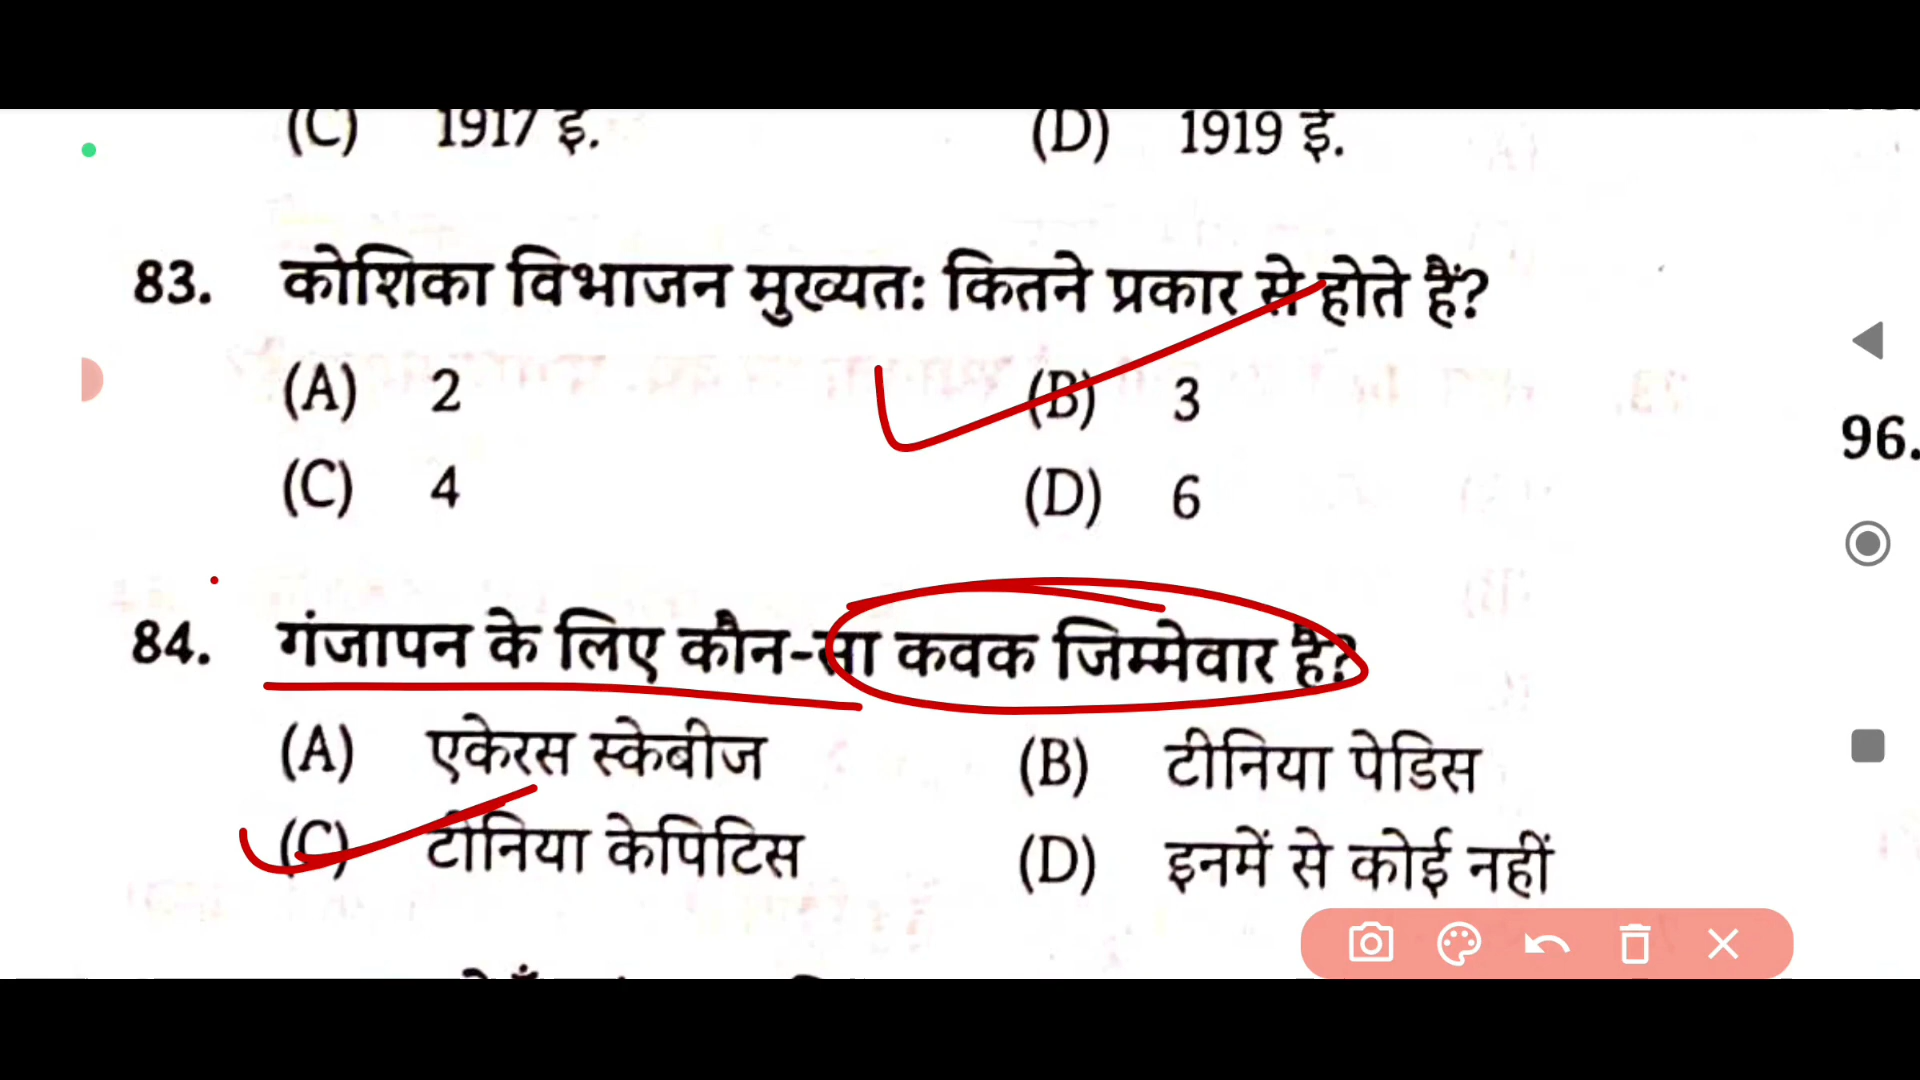 (C) 1917 ई. (D) 1919 ई.
83. कोशिका विभाजन मुख्यत: कितने प्रकार से होते हैं?
(A) 2 (B) 3
96.
(C) 4 (D) 6
84. गंजापन के लिए कौन-सा कवक जिम्मेवार है?
(A) एकेरस स्केबीज (B) टीनिया पेडिस
(C) टीनिया केपिटिस (D) इनमें से कोई नहीं